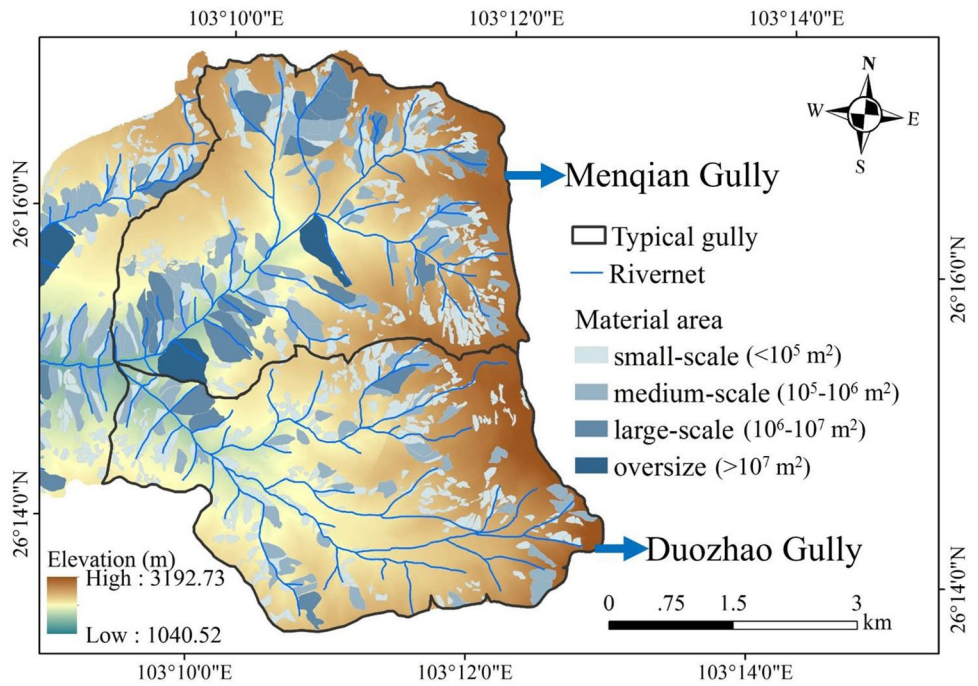 103°10'0"E 103°12'0"E 103°14'0"E
N
W E
S
26°16'0"N
Menqian Gully
Typical gully
Rivernet
26°16'0"N
Material area
small-scale (<10⁵ m²)
medium-scale (10⁵-10⁶ m²)
large-scale (10⁶-10⁷ m²)
oversize (>10⁷ m²)
26°14'0"N
Duozhao Gully
Elevation (m)
High : 3192.73
Low : 1040.52
0 .75 1.5 3
km
26°14'0"N
103°10'0"E 103°12'0"E 103°14'0"E